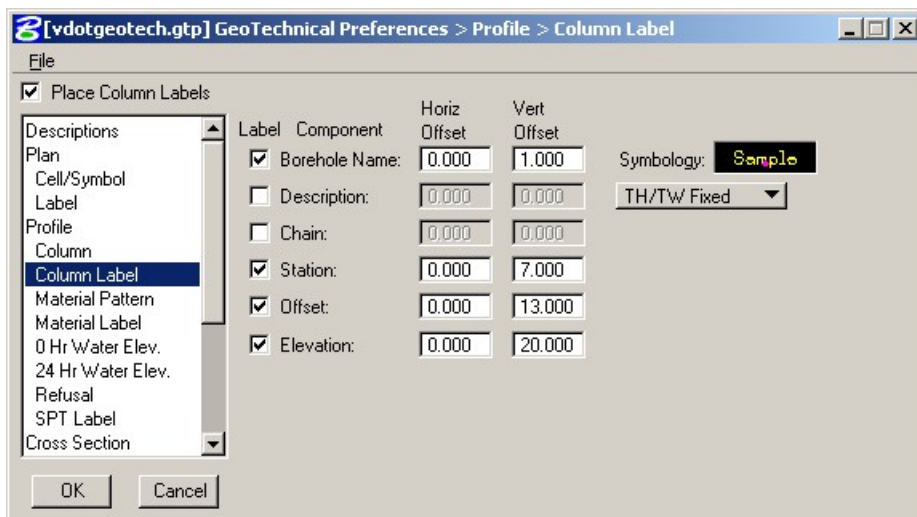 [vdotgeotech.gtp] GeoTechnical Preferences > Profile > Column Label
File
Place Column Labels
Descriptions
Plan
Cell/Symbol
Label
Profile
Column
Column Label
Material Pattern
Material Label
0 Hr Water Elev.
24 Hr Water Elev.
Refusal
SPT Label
Cross Section
Horiz Vert
Label Component Offset Offset
Borehole Name: 0.000 1.000
Description: 0.000 0.000
Chain: 0.000 0.000
Station: 0.000 7.000
Offset: 0.000 13.000
Elevation: 0.000 20.000
Symbology: Sample
TH/TW Fixed
OK Cancel